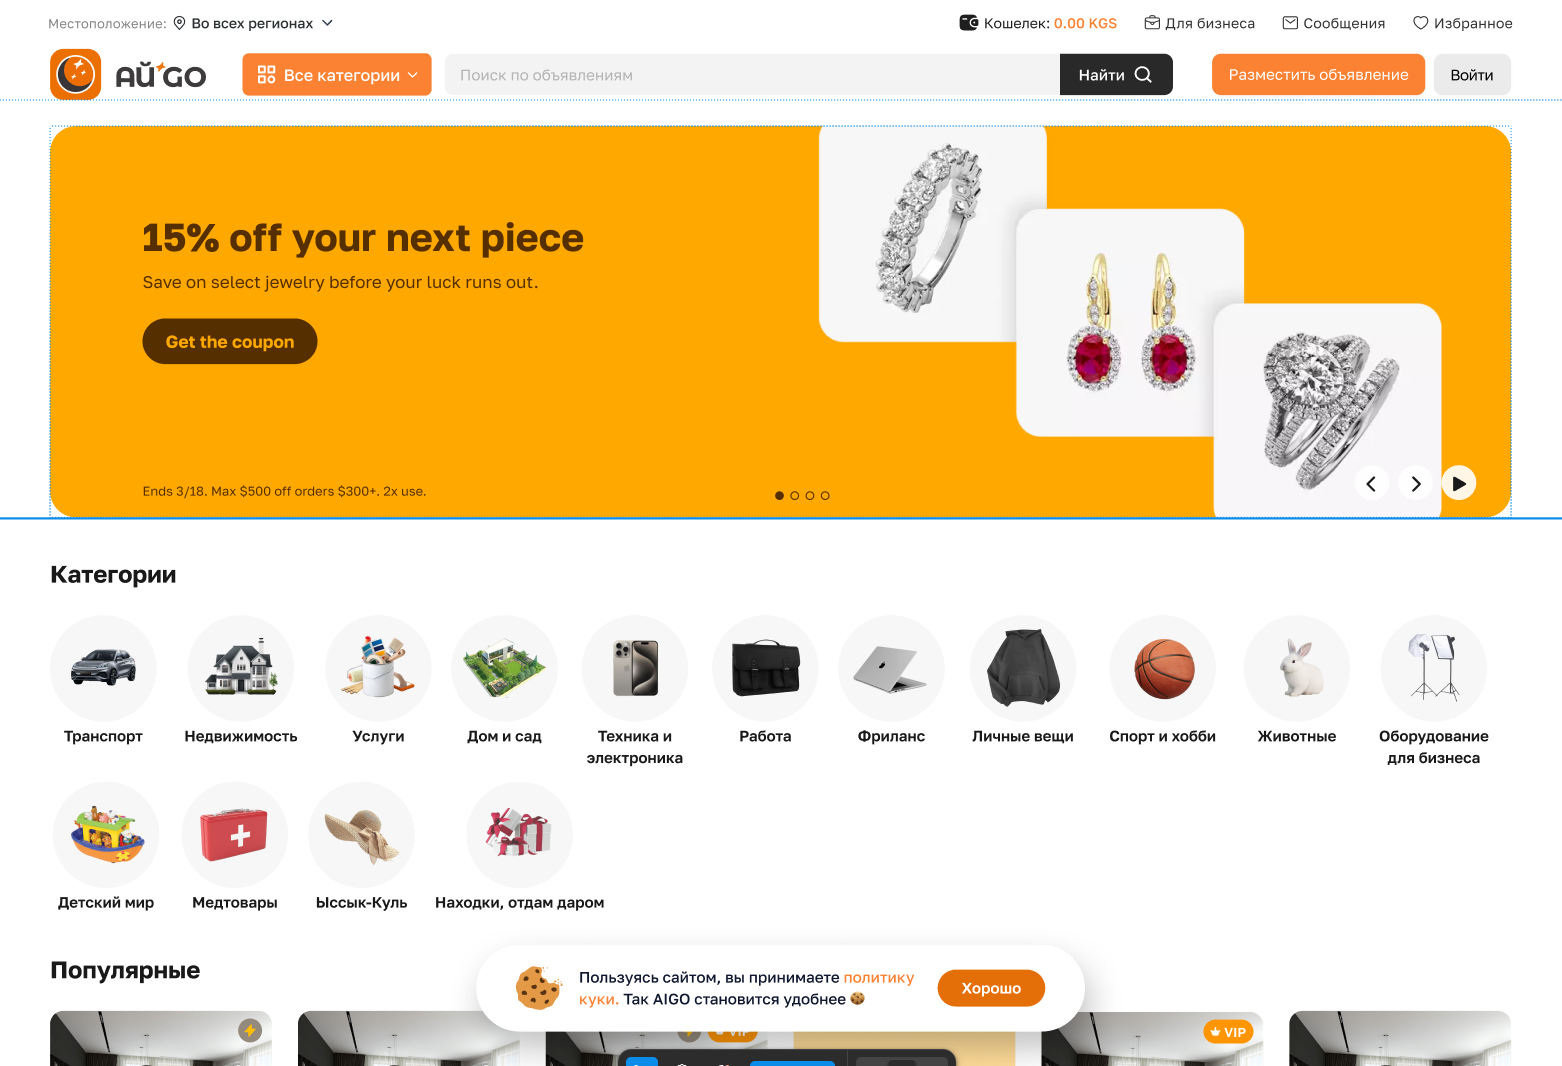 Местоположение: Во всех регионах
Кошелек: 0.00 KGS
Для бизнеса
Сообщения
Избранное
АЙGO
Все категории
Поиск по объявлениям
Найти
Разместить объявление
Войти
15% off your next piece
Save on select jewelry before your luck runs out.
Get the coupon
Ends 3/18. Max $500 off orders $300+. 2x use.
Категории
Транспорт
Недвижимость
Услуги
Дом и сад
Техника и
электроника
Работа
Фриланс
Личные вещи
Спорт и хобби
Животные
Оборудование
для бизнеса
Детский мир
Медтовары
Ыссык-Куль
Находки, отдам даром
Популярные
Пользуясь сайтом, вы принимаете политику
куки. Так AIGO становится удобнее
Хорошо
VIP
VIP